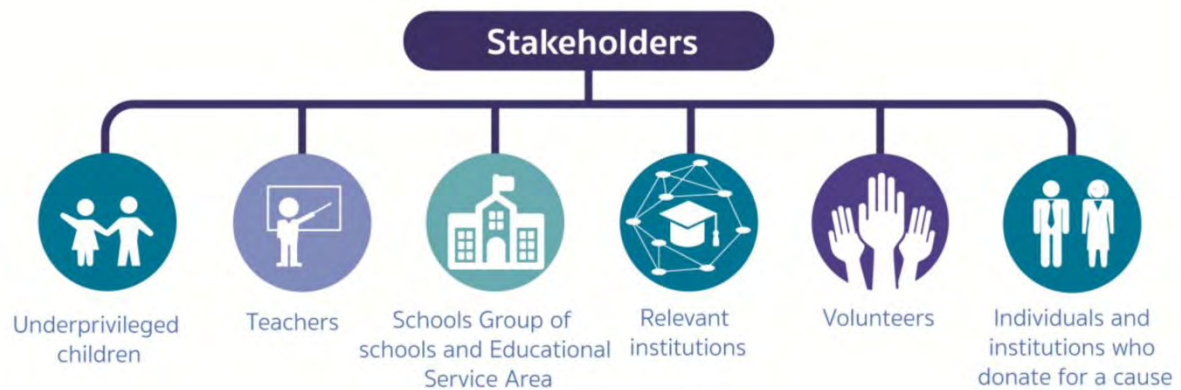 Stakeholders
Underprivileged
children
Teachers
Schools Group of
schools and Educational
Service Area
Relevant
institutions
Volunteers
Individuals and
institutions who
donate for a cause